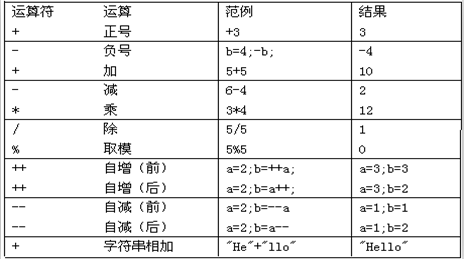 运算符 运算 范例 结果
+ 正号 +3 3
- 负号 b=4;-b; -4
+ 加 5+5 10
- 减 6-4 2
* 乘 3*4 12
/ 除 5/5 1
% 取模 5%5 0
++ 自增（前） a=2;b=++a; a=3;b=3
++ 自增（后） a=2;b=a++; a=3;b=2
-- 自减（前） a=2;b=--a a=1;b=1
-- 自减（后） a=2;b=a-- a=1;b=2
+ 字符串相加 "He"+"llo" "Hello"